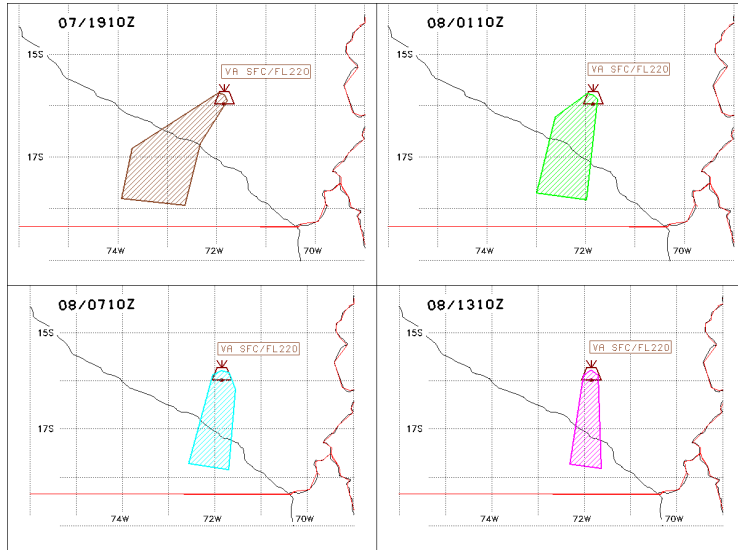 07/1910Z
15S
VA SFC/FL220
17S
74W 72W 70W
08/0110Z
15S
VA SFC/FL220
17S
74W 72W 70W
08/0710Z
15S
VA SFC/FL220
17S
74W 72W 70W
08/1310Z
15S
VA SFC/FL220
17S
74W 72W 70W